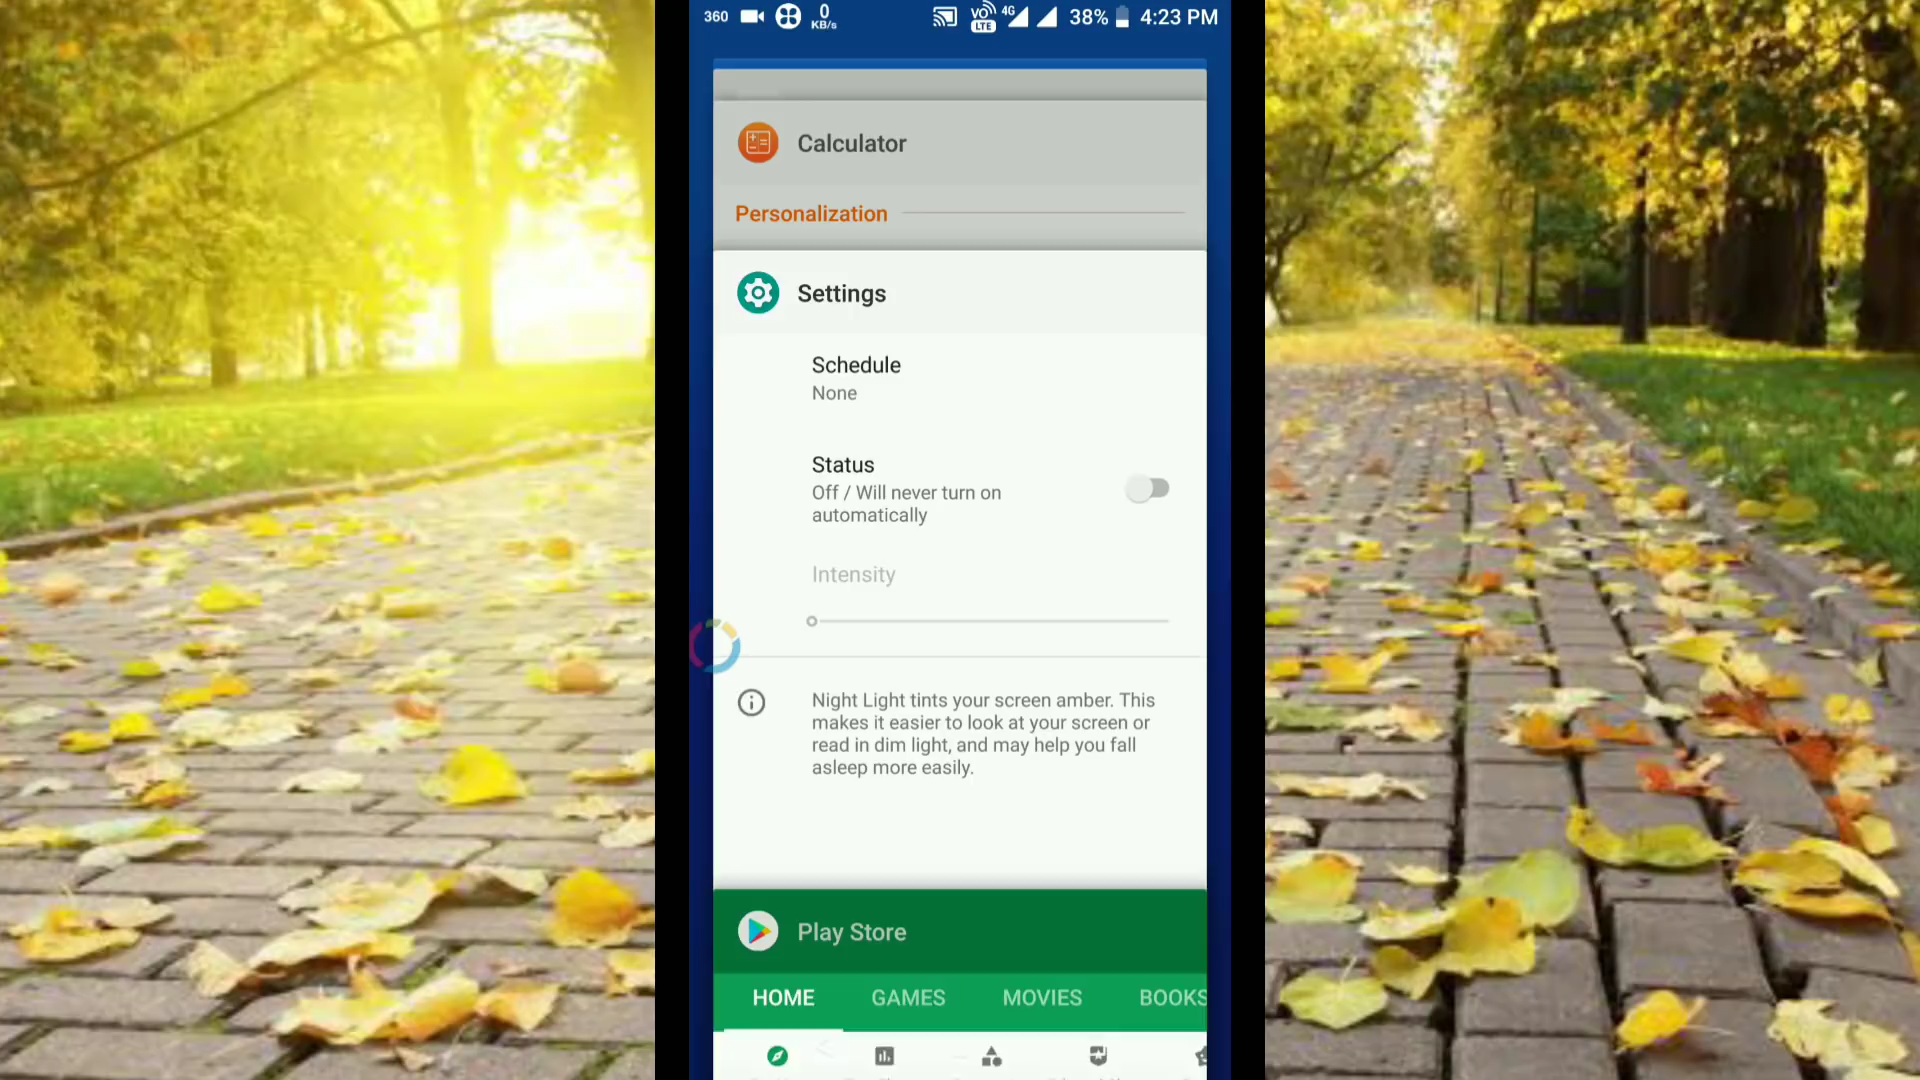 360 0 KB/s VO LTE 4G 38% 4:23 PM
Calculator
Personalization
Settings
Schedule
None
Status
Off / Will never turn on
automatically
Intensity
Night Light tints your screen amber. This
makes it easier to look at your screen or
read in dim light, and may help you fall
asleep more easily.
Play Store
HOME GAMES MOVIES BOOKS